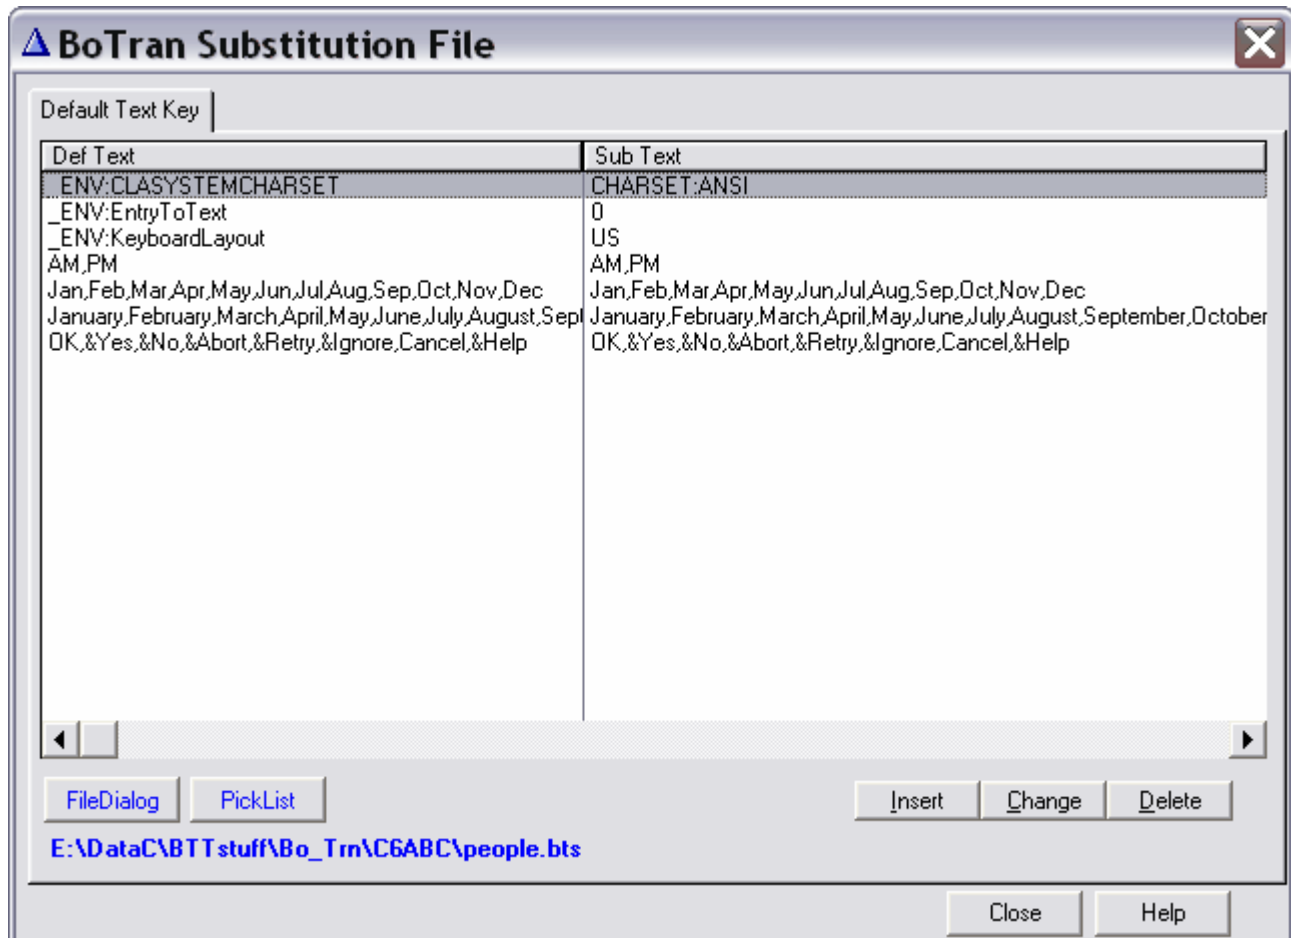 BoTran Substitution File
Default Text Key
Def Text Sub Text
_ENV:CLASYSTEMCHARSET CHARSET:ANSI
_ENV:EntryToText 0
_ENV:KeyboardLayout US
AM,PM AM,PM
Jan,Feb,Mar,Apr,May,Jun,Jul,Aug,Sep,Oct,Nov,Dec Jan,Feb,Mar,Apr,May,Jun,Jul,Aug,Sep,Oct,Nov,Dec
January,February,March,April,May,June,July,August,Sept January,February,March,April,May,June,July,August,September,October
OK,&Yes,&No,&Abort,&Retry,&Ignore,Cancel,&Help OK,&Yes,&No,&Abort,&Retry,&Ignore,Cancel,&Help
FileDialog PickList Insert Change Delete
E:\DataC\BTTstuff\Bo_Trn\C6ABC\people.bts
Close Help